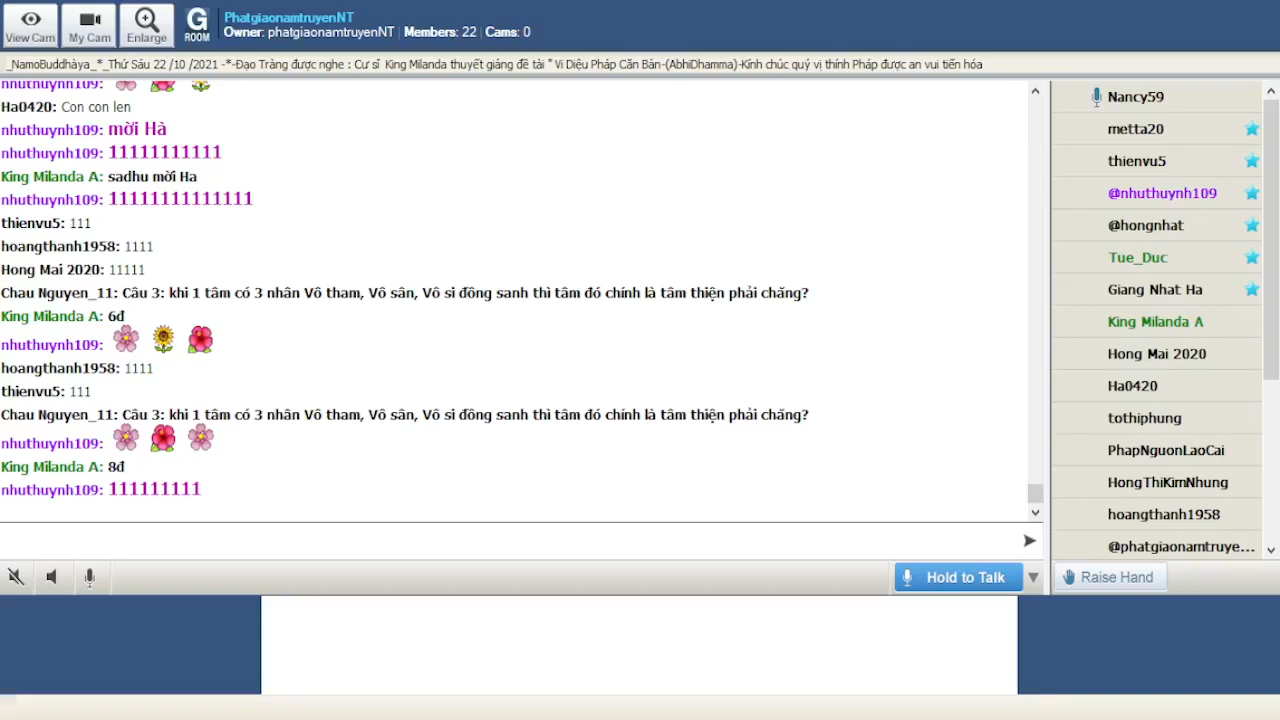 View Cam
My Cam
Enlarge
G
ROOM
PhatgiaonamtruyenNT
Owner: phatgiaonamtruyenNT | Members: 22 | Cams: 0
_NamoBuddhàya_*_Thứ Sáu 22 /10 /2021 -*-Đạo Tràng được nghe : Cư sĩ King Milanda thuyết giảng đề tài " Vi Diệu Pháp Căn Bản-(AbhiDhamma)-Kính chúc quý vị thính Pháp được an vui tiến hóa
nhuthuynh109:
Ha0420: Con con len
nhuthuynh109: mời Hà
nhuthuynh109: 11111111111
King Milanda A: sadhu mời Ha
nhuthuynh109: 11111111111111
thienvu5: 111
hoangthanh1958: 1111
Hong Mai 2020: 11111
Chau Nguyen_11: Câu 3: khi 1 tâm có 3 nhân Vô tham, Vô sân, Vô si đồng sanh thì tâm đó chính là tâm thiện phải chăng?
King Milanda A: 6đ
nhuthuynh109:
hoangthanh1958: 1111
thienvu5: 111
Chau Nguyen_11: Câu 3: khi 1 tâm có 3 nhân Vô tham, Vô sân, Vô si đồng sanh thì tâm đó chính là tâm thiện phải chăng?
nhuthuynh109:
King Milanda A: 8đ
nhuthuynh109: 111111111
Nancy59
metta20
thienvu5
@nhuthuynh109
@hongnhat
Tue_Duc
Giang Nhat Ha
King Milanda A
Hong Mai 2020
Ha0420
tothiphung
PhapNguonLaoCai
HongThiKimNhung
hoangthanh1958
@phatgiaonamtruye...
Hold to Talk
Raise Hand